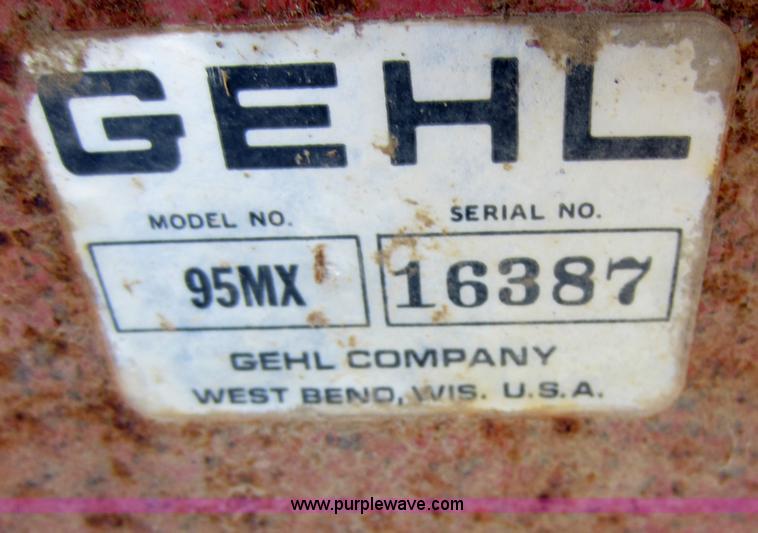 GEHL
MODEL NO. SERIAL NO.
95MX 16387
GEHL COMPANY
WEST BEND, WIS. U.S.A.
www.purplewave.com